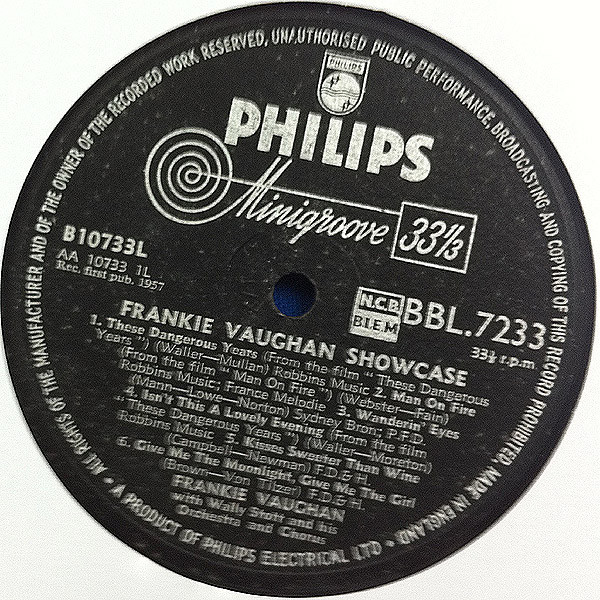 ALL RIGHTS OF THE MANUFACTURER AND OF THE OWNER OF THE RECORDED WORK RESERVED, UNAUTHORISED PUBLIC PERFORMANCE, BROADCASTING AND COPYING OF THIS RECORD PROHIBITED. MADE IN ENGLAND
PHILIPS
PHILIPS
Minigroove 33⅓
B10733L
AA 10733 1L
Rec. first pub. 1957
N.C.B.
BIEM
BBL.7233
33⅓ r.p.m.
FRANKIE VAUGHAN SHOWCASE
1. These Dangerous Years (From the film "These Dangerous
Years") (Waller—Mullan) Robbins Music 2. Man On Fire
(From the film "Man On Fire") (Webster—Fain)
Robbins Music; France Melodie 3. Wanderin' Eyes
(Mann—Lowe—Norton) Sydney Bron; P.F.D.
4. Isn't This A Lovely Evening (From the film
"These Dangerous Years") (Waller—Moreton)
Robbins Music 5. Kisses Sweeter Than Wine
(Campbell—Newman) F.D.& H.
6. Give Me The Moonlight, Give Me The Girl
(Brown—Von Tilzer) F.D.& H.
FRANKIE VAUGHAN
with Wally Stott and his
Orchestra and Chorus
A PRODUCT OF PHILIPS ELECTRICAL LTD